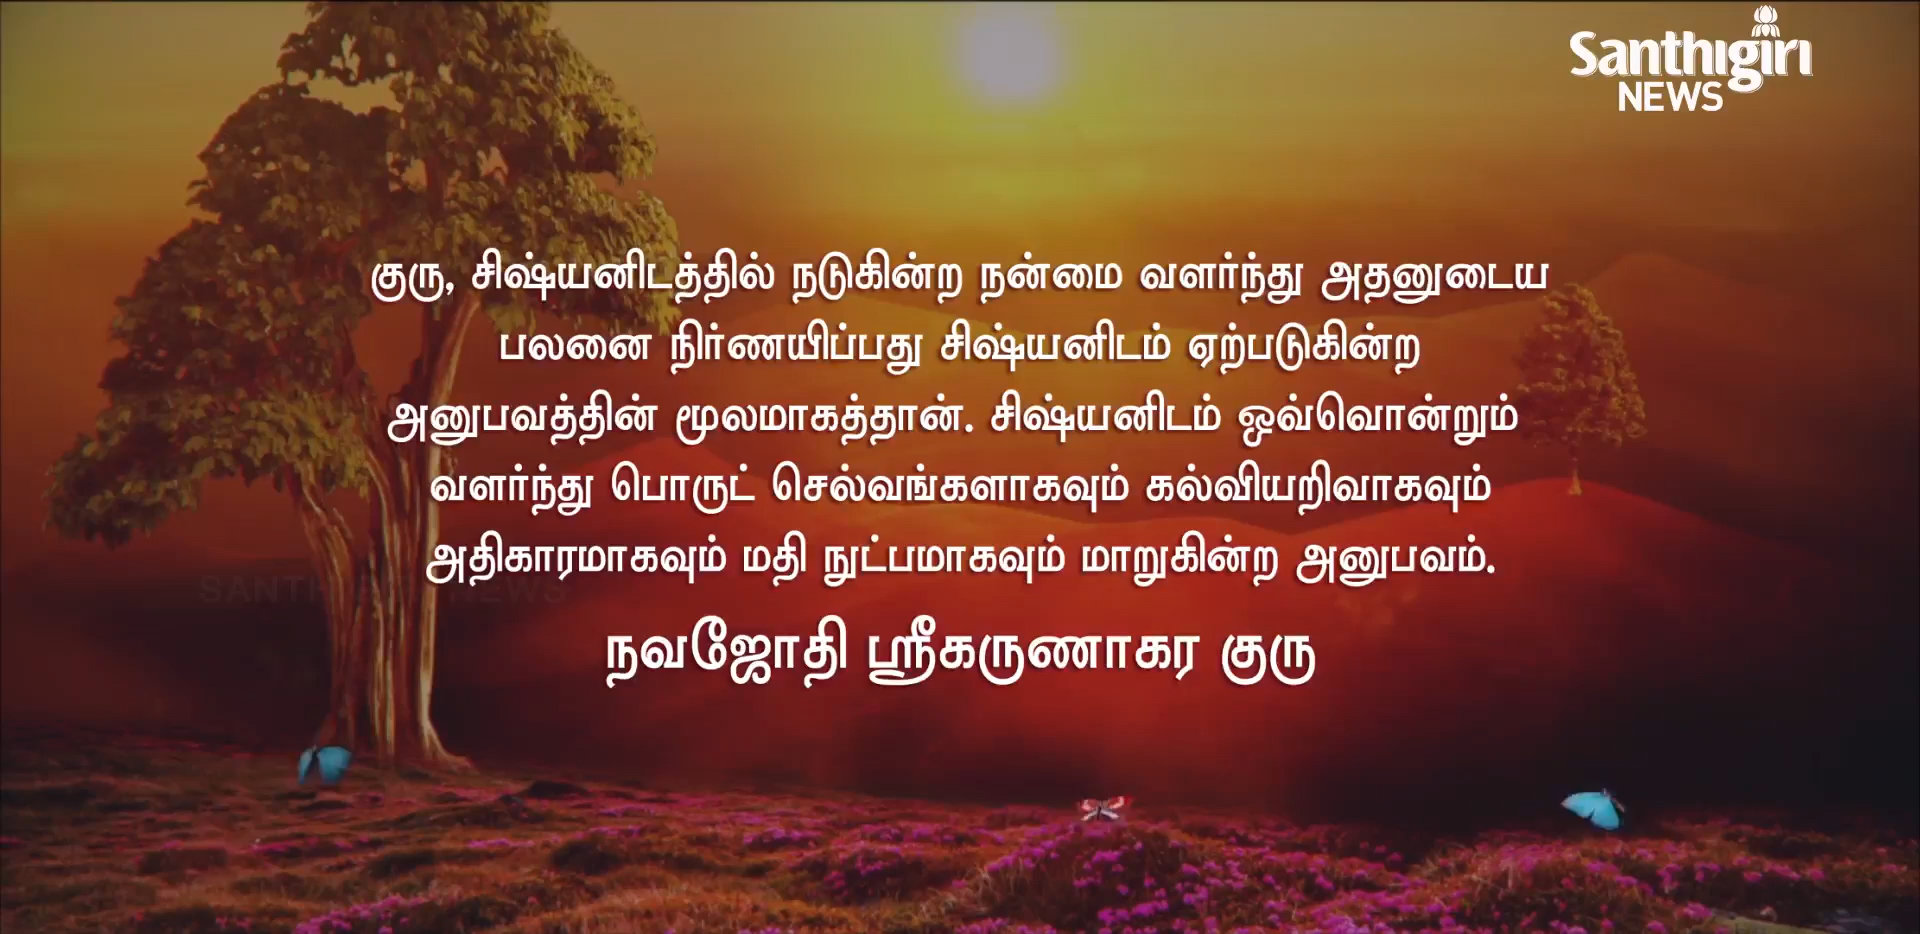 Santhigiri
NEWS
குரு, சிஷ்யனிடத்தில் நடுகின்ற நன்மை வளர்ந்து அதனுடைய
பலனை நிர்ணயிப்பது சிஷ்யனிடம் ஏற்படுகின்ற
அனுபவத்தின் மூலமாகத்தான். சிஷ்யனிடம் ஒவ்வொன்றும்
வளர்ந்து பொருட் செல்வங்களாகவும் கல்வியறிவாகவும்
அதிகாரமாகவும் மதி நுட்பமாகவும் மாறுகின்ற அனுபவம்.
SANTHIGIRI NEWS
நவஜோதி ஸ்ரீகருணாகர குரு